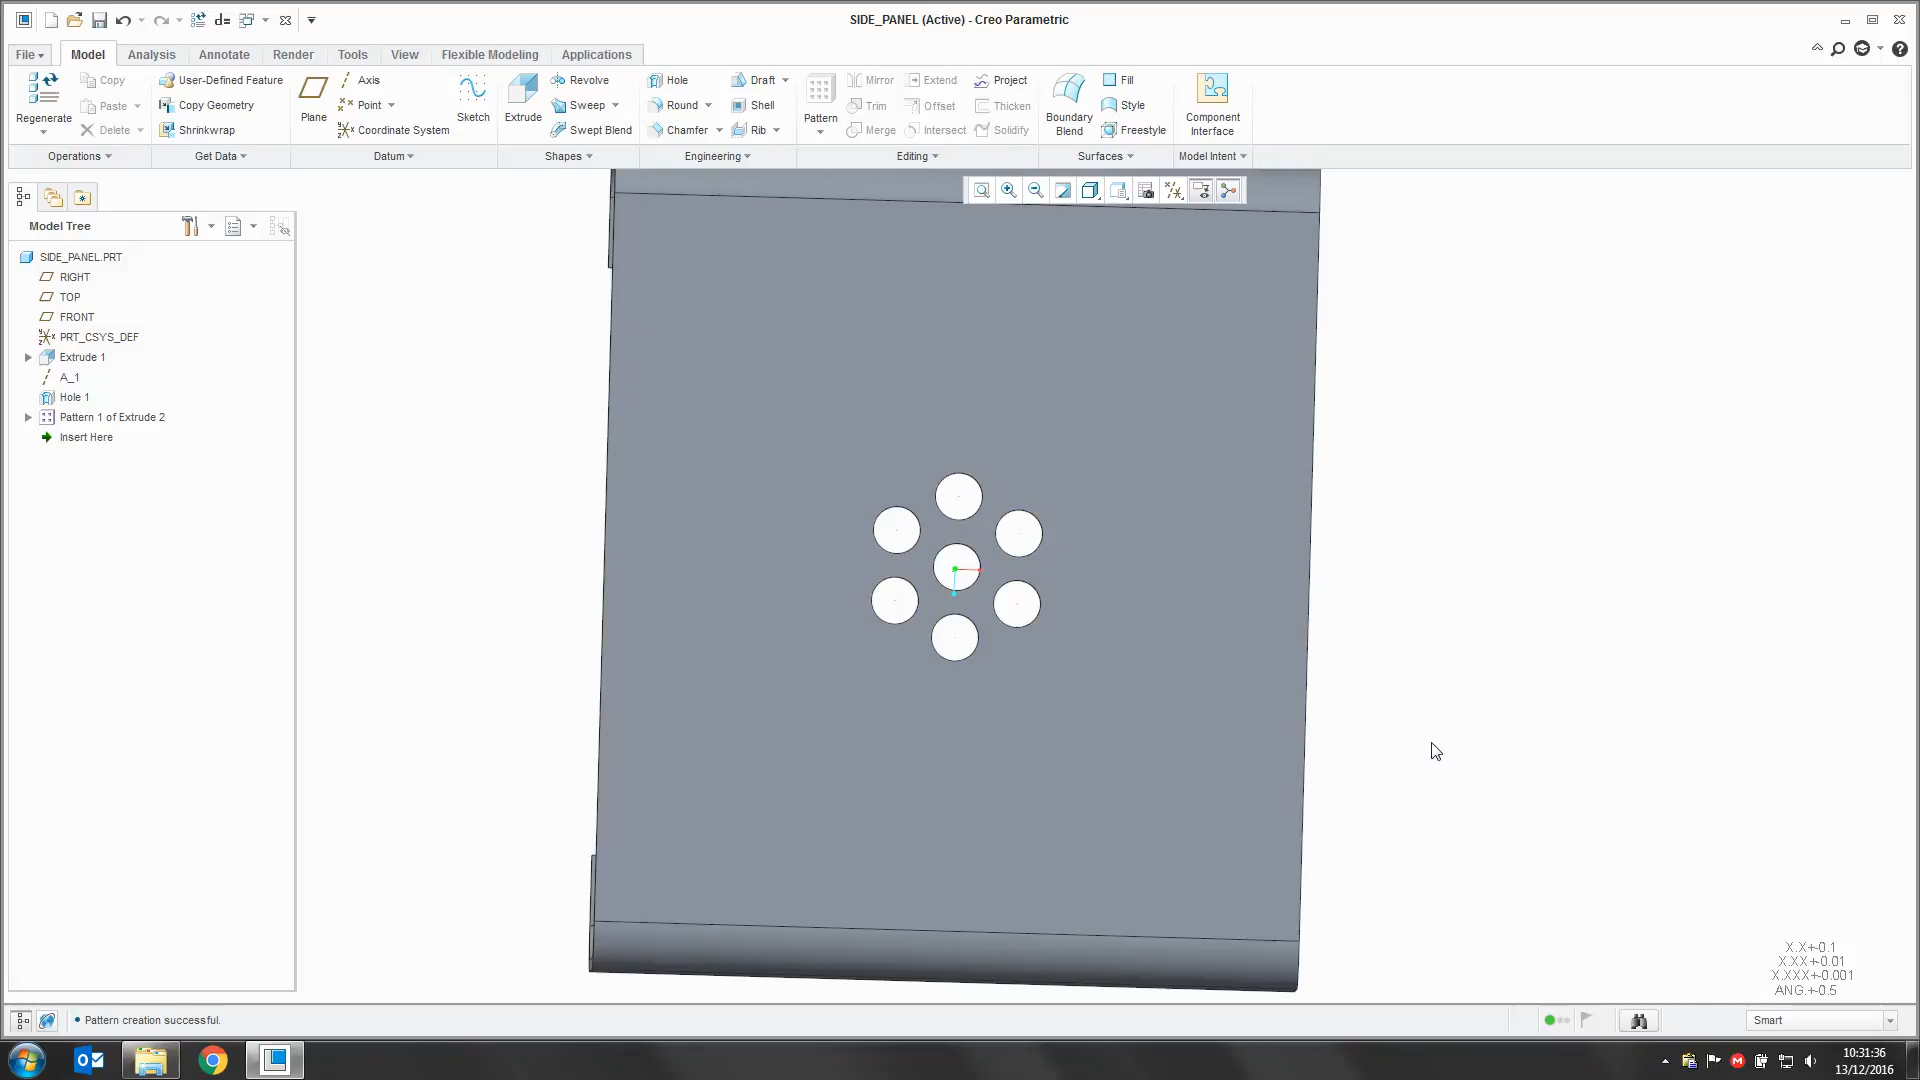 SIDE_PANEL (Active) - Creo Parametric
File Model Analysis Annotate Render Tools View Flexible Modeling Applications
Regenerate
Copy
Paste
Delete
Operations
User-Defined Feature
Copy Geometry
Shrinkwrap
Get Data
Plane
Axis
Point
Coordinate System
Sketch
Datum
Extrude
Revolve
Sweep
Swept Blend
Shapes
Hole
Round
Chamfer
Draft
Shell
Rib
Engineering
Pattern
Mirror
Trim
Merge
Extend
Offset
Intersect
Project
Thicken
Solidify
Editing
Boundary
Blend
Fill
Style
Freestyle
Surfaces
Component
Interface
Model Intent
Model Tree
SIDE_PANEL.PRT
RIGHT
TOP
FRONT
PRT_CSYS_DEF
Extrude 1
A_1
Hole 1
Pattern 1 of Extrude 2
Insert Here
X.X+-0.1
X.XX+-0.01
X.XXX+-0.001
ANG.+-0.5
Pattern creation successful.
Smart
10:31:36
13/12/2016